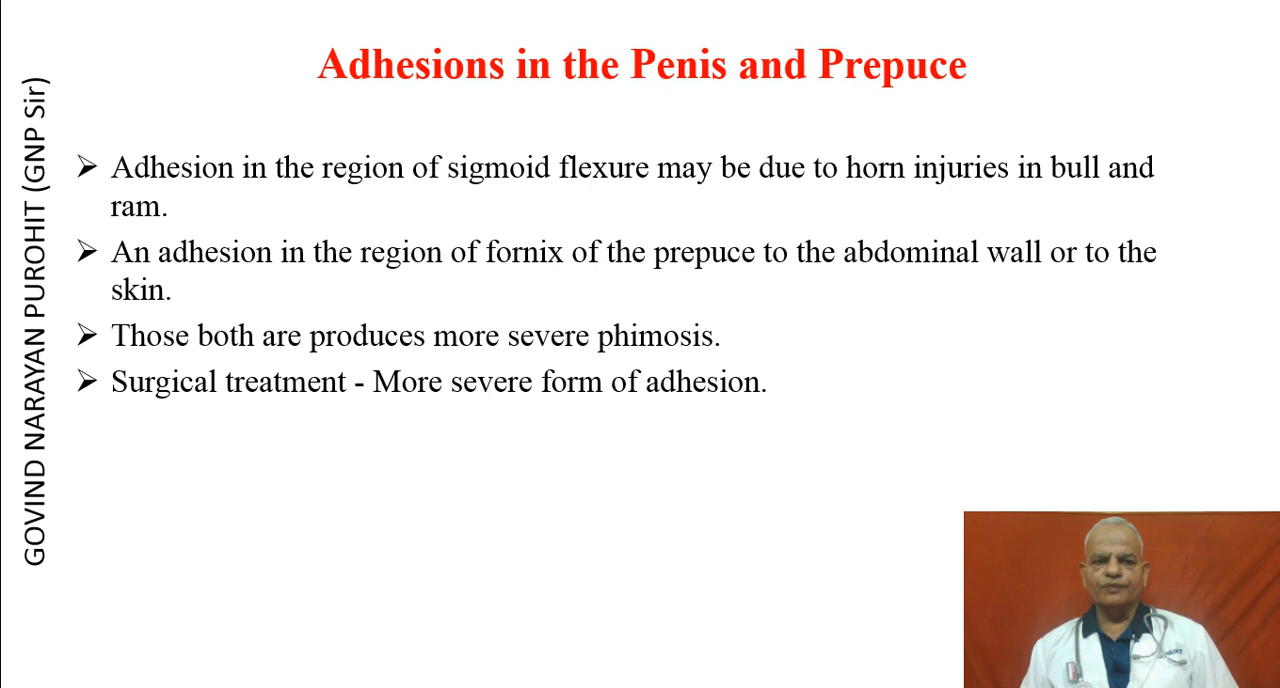 Adhesions in the Penis and Prepuce
GOVIND NARAYAN PUROHIT (GNP Sir)
➢ Adhesion in the region of sigmoid flexure may be due to horn injuries in bull and
ram.
➢ An adhesion in the region of fornix of the prepuce to the abdominal wall or to the
skin.
➢ Those both are produces more severe phimosis.
➢ Surgical treatment - More severe form of adhesion.